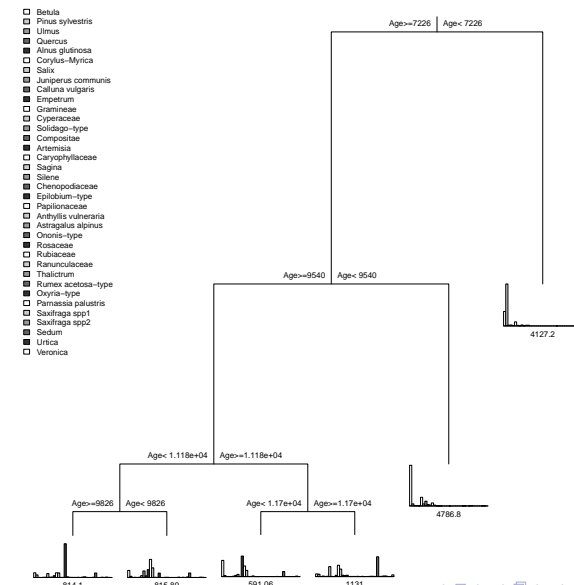 Betula
Pinus sylvestris
Ulmus
Quercus
Alnus glutinosa
Corylus−Myrica
Salix
Juniperus communis
Calluna vulgaris
Empetrum
Gramineae
Cyperaceae
Solidago−type
Compositae
Artemisia
Caryophyllaceae
Sagina
Silene
Chenopodiaceae
Epilobium−type
Papilionaceae
Anthyllis vulneraria
Astragalus alpinus
Ononis−type
Rosaceae
Rubiaceae
Ranunculaceae
Thalictrum
Rumex acetosa−type
Oxyria−type
Parnassia palustris
Saxifraga spp1
Saxifraga spp2
Sedum
Urtica
Veronica
Age>=7226 Age< 7226
Age>=9540 Age< 9540
4127.2
Age< 1.118e+04 Age>=1.118e+04
Age>=9826 Age< 9826 Age< 1.17e+04 Age>=1.17e+04
4786.8
814.1 815.89 591.06 1131